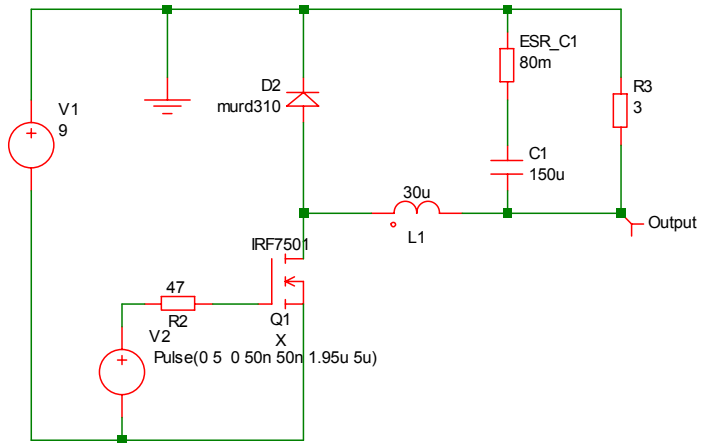 ESR_C1
80m
D2
murd310
R3
3
V1
9
C1
150u
30u
L1
Output
IRF7501
47
R2
Q1
X
V2
Pulse(0 5 0 50n 50n 1.95u 5u)